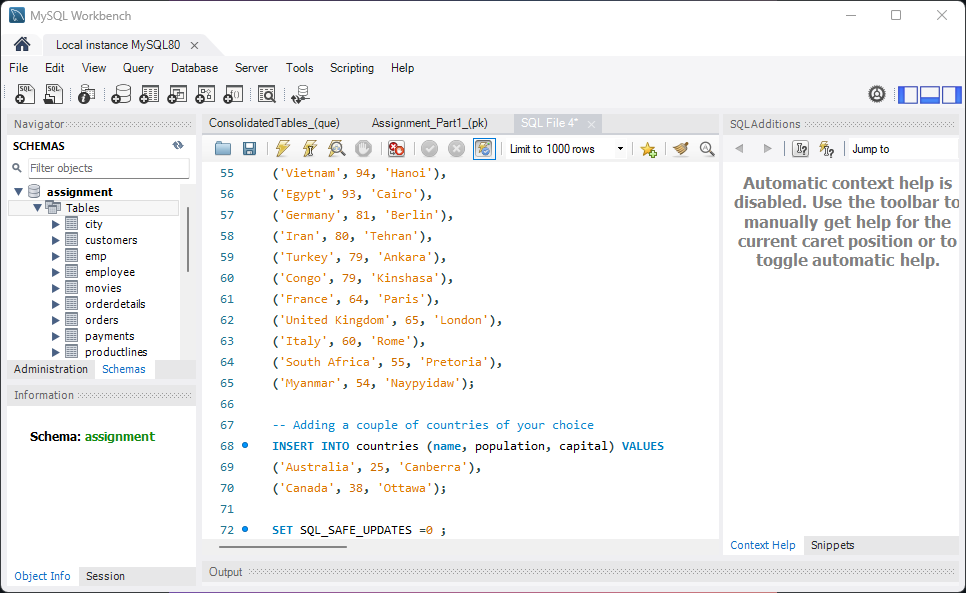 MySQL Workbench
Local instance MySQL80
File Edit View Query Database Server Tools Scripting Help
Navigator
SCHEMAS
Filter objects
assignment
Tables
city
customers
emp
employee
movies
orderdetails
orders
payments
productlines
Administration Schemas
Information
Schema: assignment
Object Info Session
ConsolidatedTables_(que) Assignment_Part1_(pk) SQL File 4*
Limit to 1000 rows
55 ('Vietnam', 94, 'Hanoi'),
56 ('Egypt', 93, 'Cairo'),
57 ('Germany', 81, 'Berlin'),
58 ('Iran', 80, 'Tehran'),
59 ('Turkey', 79, 'Ankara'),
60 ('Congo', 79, 'Kinshasa'),
61 ('France', 64, 'Paris'),
62 ('United Kingdom', 65, 'London'),
63 ('Italy', 60, 'Rome'),
64 ('South Africa', 55, 'Pretoria'),
65 ('Myanmar', 54, 'Naypyidaw');
66
67 -- Adding a couple of countries of your choice
68 INSERT INTO countries (name, population, capital) VALUES
69 ('Australia', 25, 'Canberra'),
70 ('Canada', 38, 'Ottawa');
71
72 SET SQL_SAFE_UPDATES =0 ;
Output
SQLAdditions
Jump to
Automatic context help is
disabled. Use the toolbar to
manually get help for the
current caret position or to
toggle automatic help.
Context Help Snippets